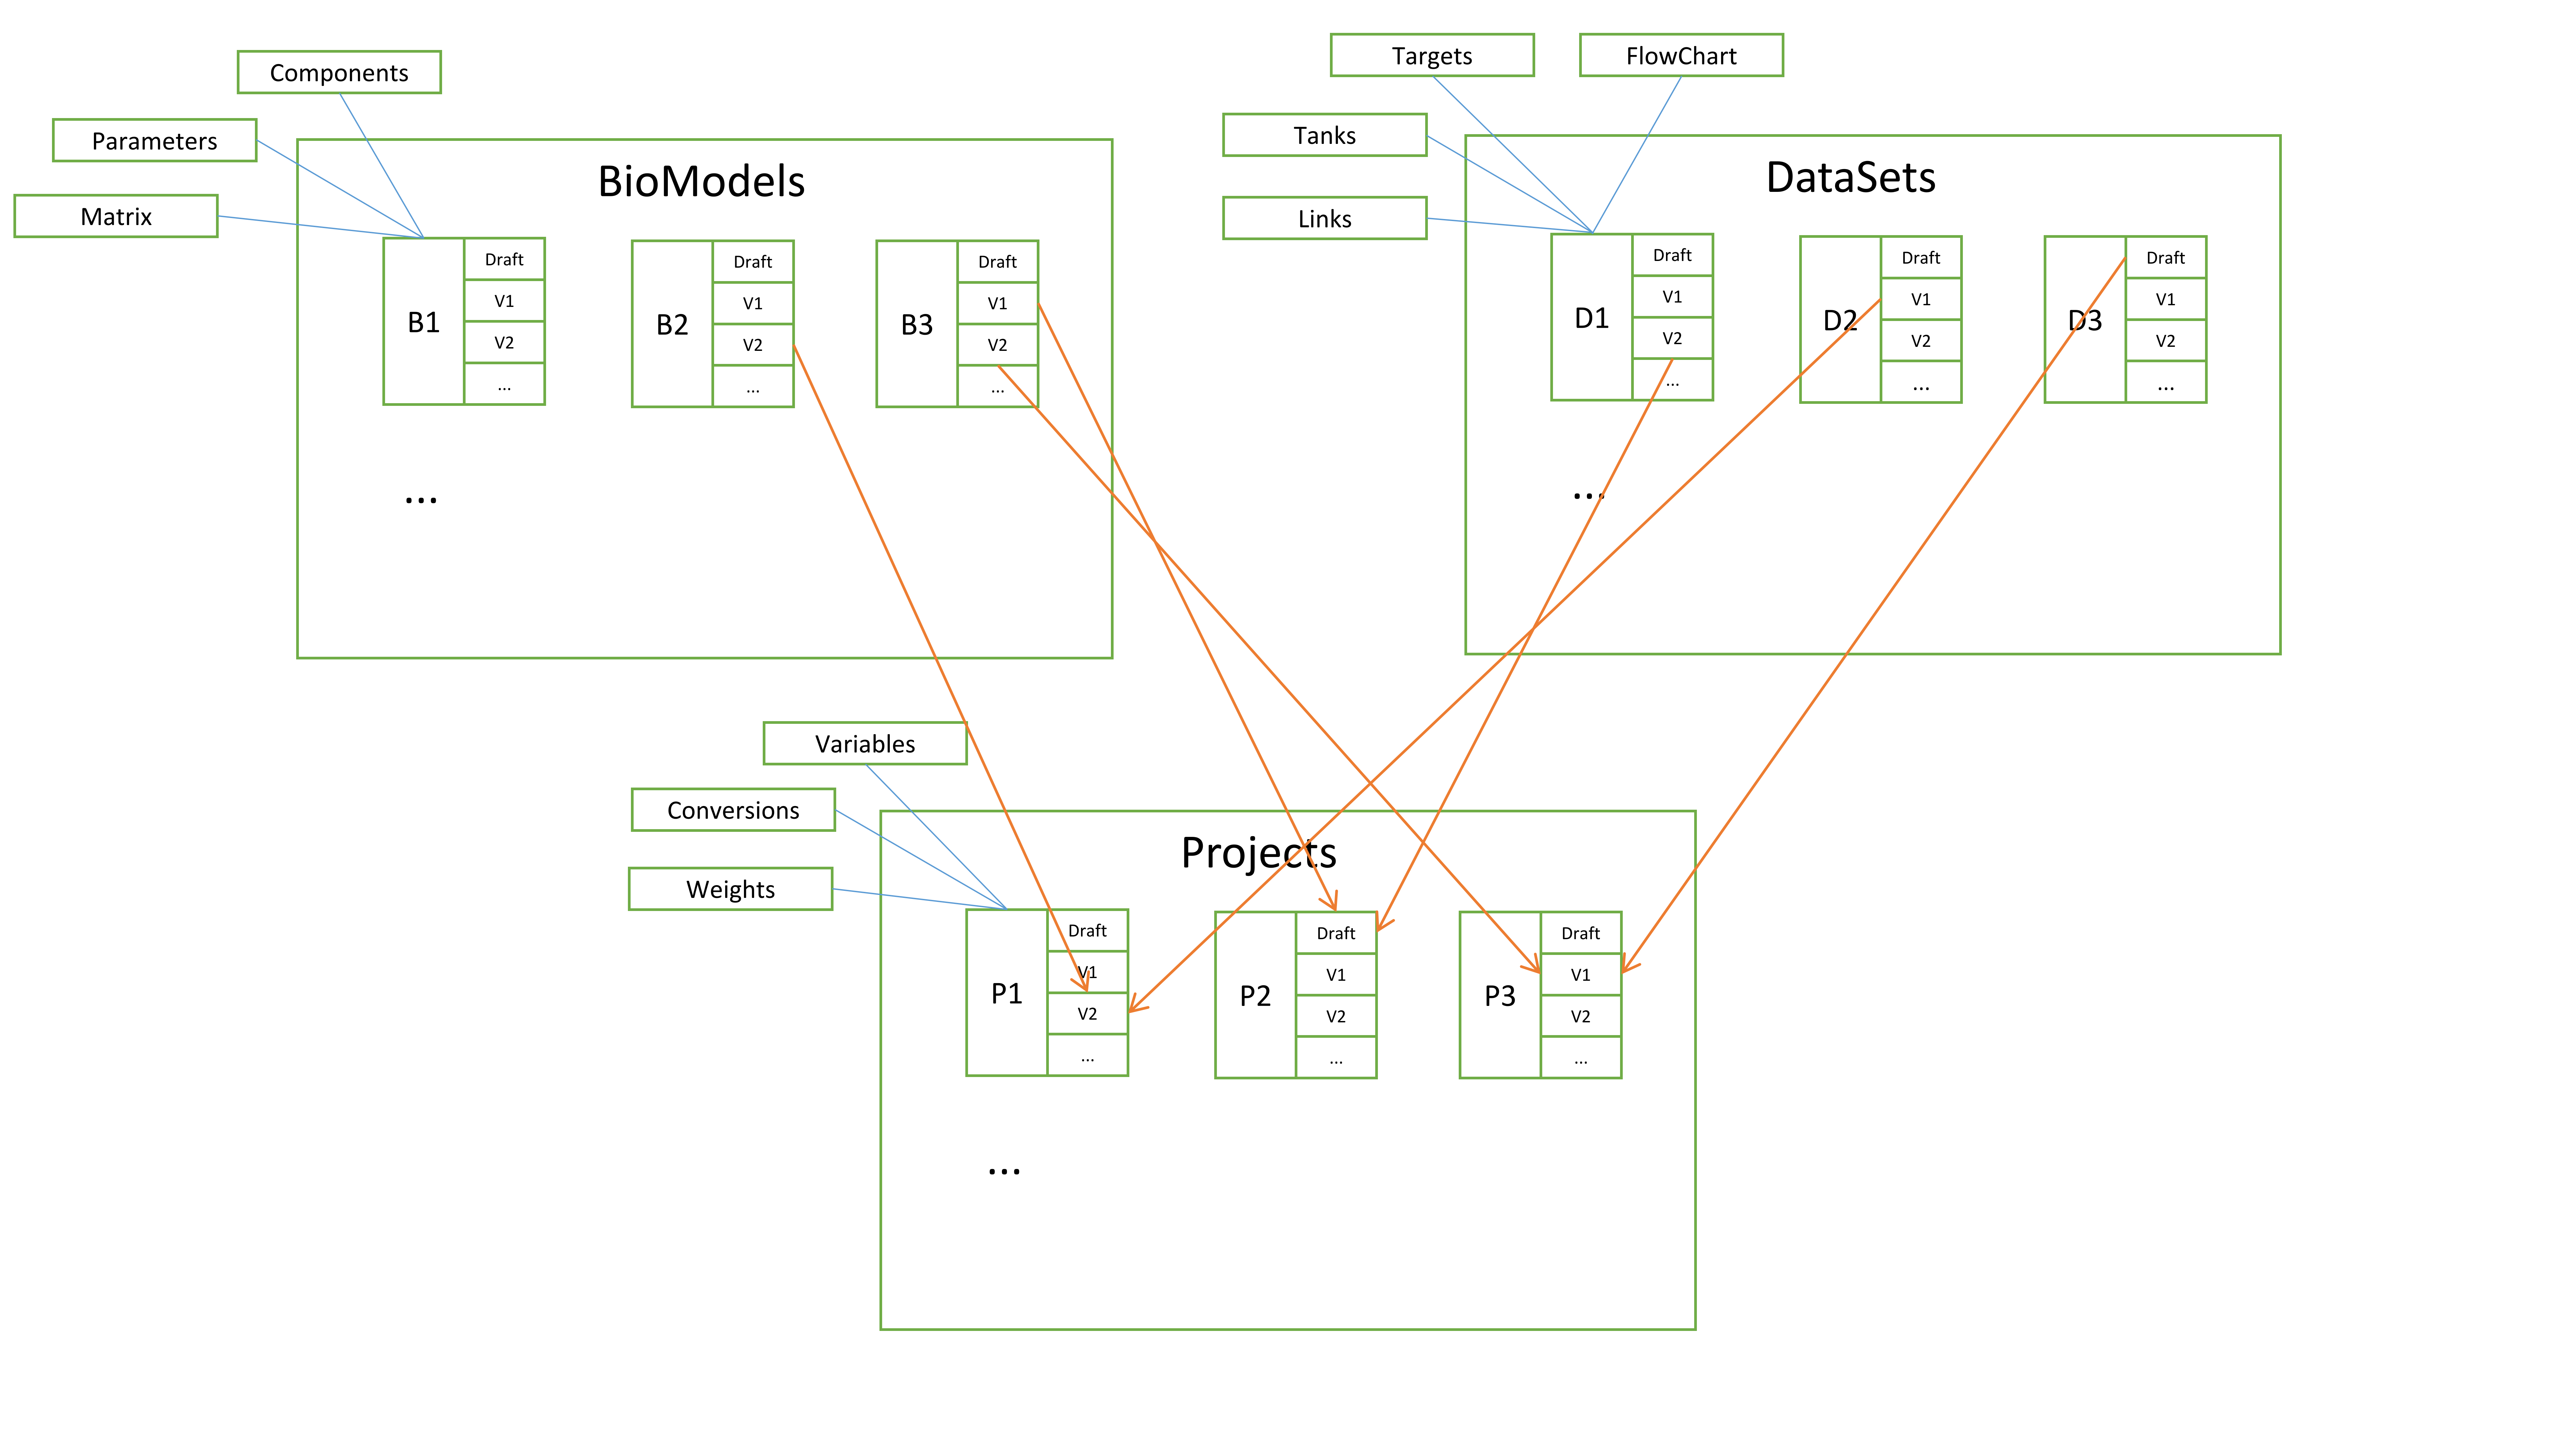 Components
Parameters
Matrix
BioModels
B1
Draft
V1
V2
...
B2
Draft
V1
V2
...
B3
Draft
V1
V2
...
...
Targets
FlowChart
Tanks
Links
DataSets
D1
Draft
V1
V2
...
D2
Draft
V1
V2
...
D3
Draft
V1
V2
...
...
Variables
Conversions
Weights
Projects
P1
Draft
V1
V2
...
P2
Draft
V1
V2
...
P3
Draft
V1
V2
...
...